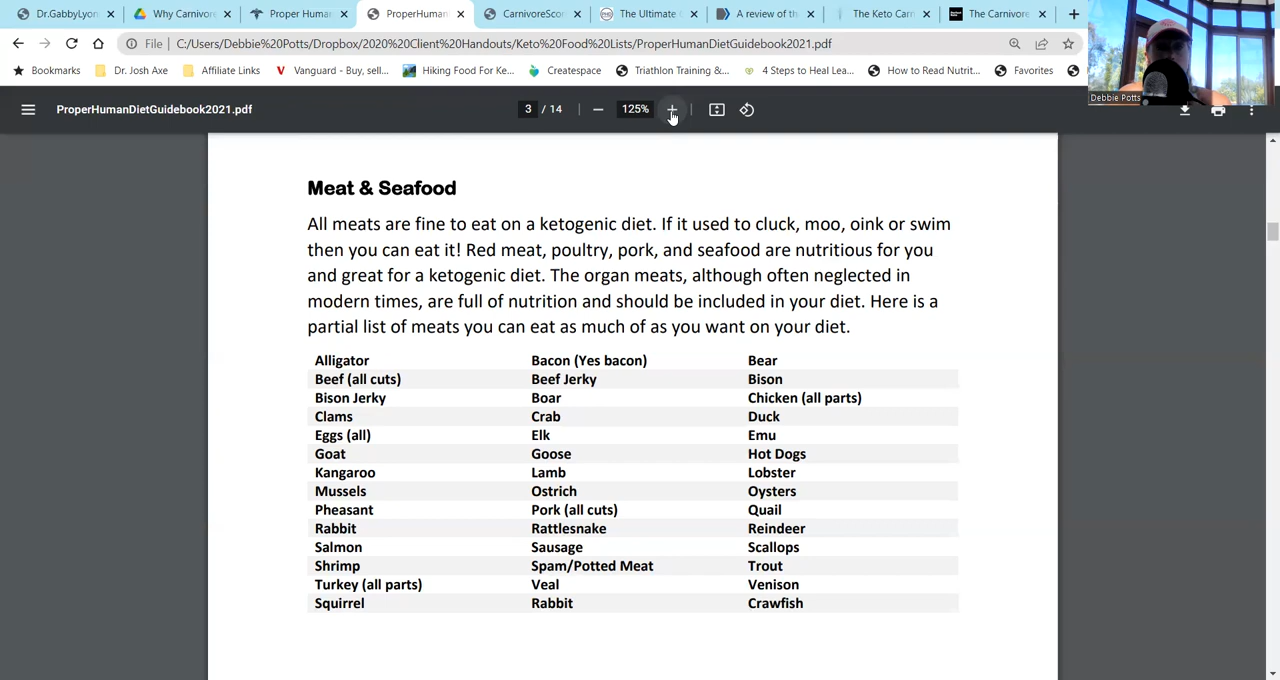 Dr.GabbyLyon
Why Carnivore
Proper Human
ProperHuman
CarnivoreScor
The Ultimate C
A review of the
The Keto Carn
The Carnivore
File | C:/Users/Debbie%20Potts/Dropbox/2020%20Client%20Handouts/Keto%20Food%20Lists/ProperHumanDietGuidebook2021.pdf
Bookmarks Dr. Josh Axe Affiliate Links Vanguard - Buy, sell... Hiking Food For Ke... Createspace Triathlon Training &... 4 Steps to Heal Lea... How to Read Nutrit... Favorites
Debbie Potts
ProperHumanDietGuidebook2021.pdf 3 / 14 125%
Meat & Seafood
All meats are fine to eat on a ketogenic diet. If it used to cluck, moo, oink or swim
then you can eat it! Red meat, poultry, pork, and seafood are nutritious for you
and great for a ketogenic diet. The organ meats, although often neglected in
modern times, are full of nutrition and should be included in your diet. Here is a
partial list of meats you can eat as much of as you want on your diet.
Alligator Bacon (Yes bacon) Bear
Beef (all cuts) Beef Jerky Bison
Bison Jerky Boar Chicken (all parts)
Clams Crab Duck
Eggs (all) Elk Emu
Goat Goose Hot Dogs
Kangaroo Lamb Lobster
Mussels Ostrich Oysters
Pheasant Pork (all cuts) Quail
Rabbit Rattlesnake Reindeer
Salmon Sausage Scallops
Shrimp Spam/Potted Meat Trout
Turkey (all parts) Veal Venison
Squirrel Rabbit Crawfish